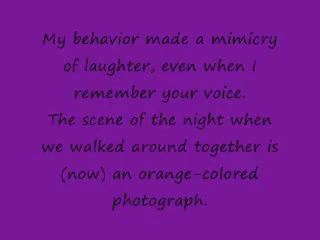 My behavior made a mimicry
of laughter, even when I
remember your voice.
The scene of the night when
we walked around together is
(now) an orange-colored
photograph.